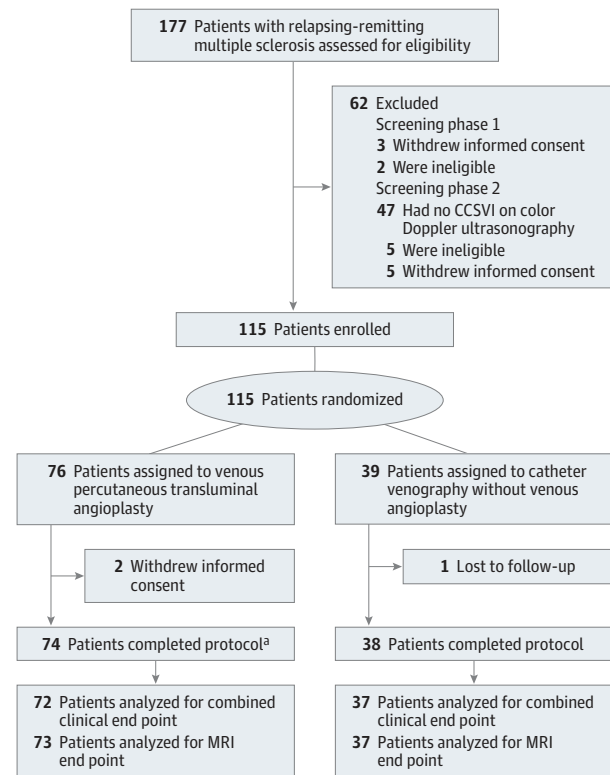 177 Patients with relapsing-remitting
multiple sclerosis assessed for eligibility
62 Excluded
Screening phase 1
3 Withdrew informed consent
2 Were ineligible
Screening phase 2
47 Had no CCSVI on color
Doppler ultrasonography
5 Were ineligible
5 Withdrew informed consent
115 Patients enrolled
115 Patients randomized
76 Patients assigned to venous
percutaneous transluminal
angioplasty
39 Patients assigned to catheter
venography without venous
angioplasty
2 Withdrew informed
consent
1 Lost to follow-up
74 Patients completed protocolᵃ
38 Patients completed protocol
72 Patients analyzed for combined
clinical end point
73 Patients analyzed for MRI
end point
37 Patients analyzed for combined
clinical end point
37 Patients analyzed for MRI
end point